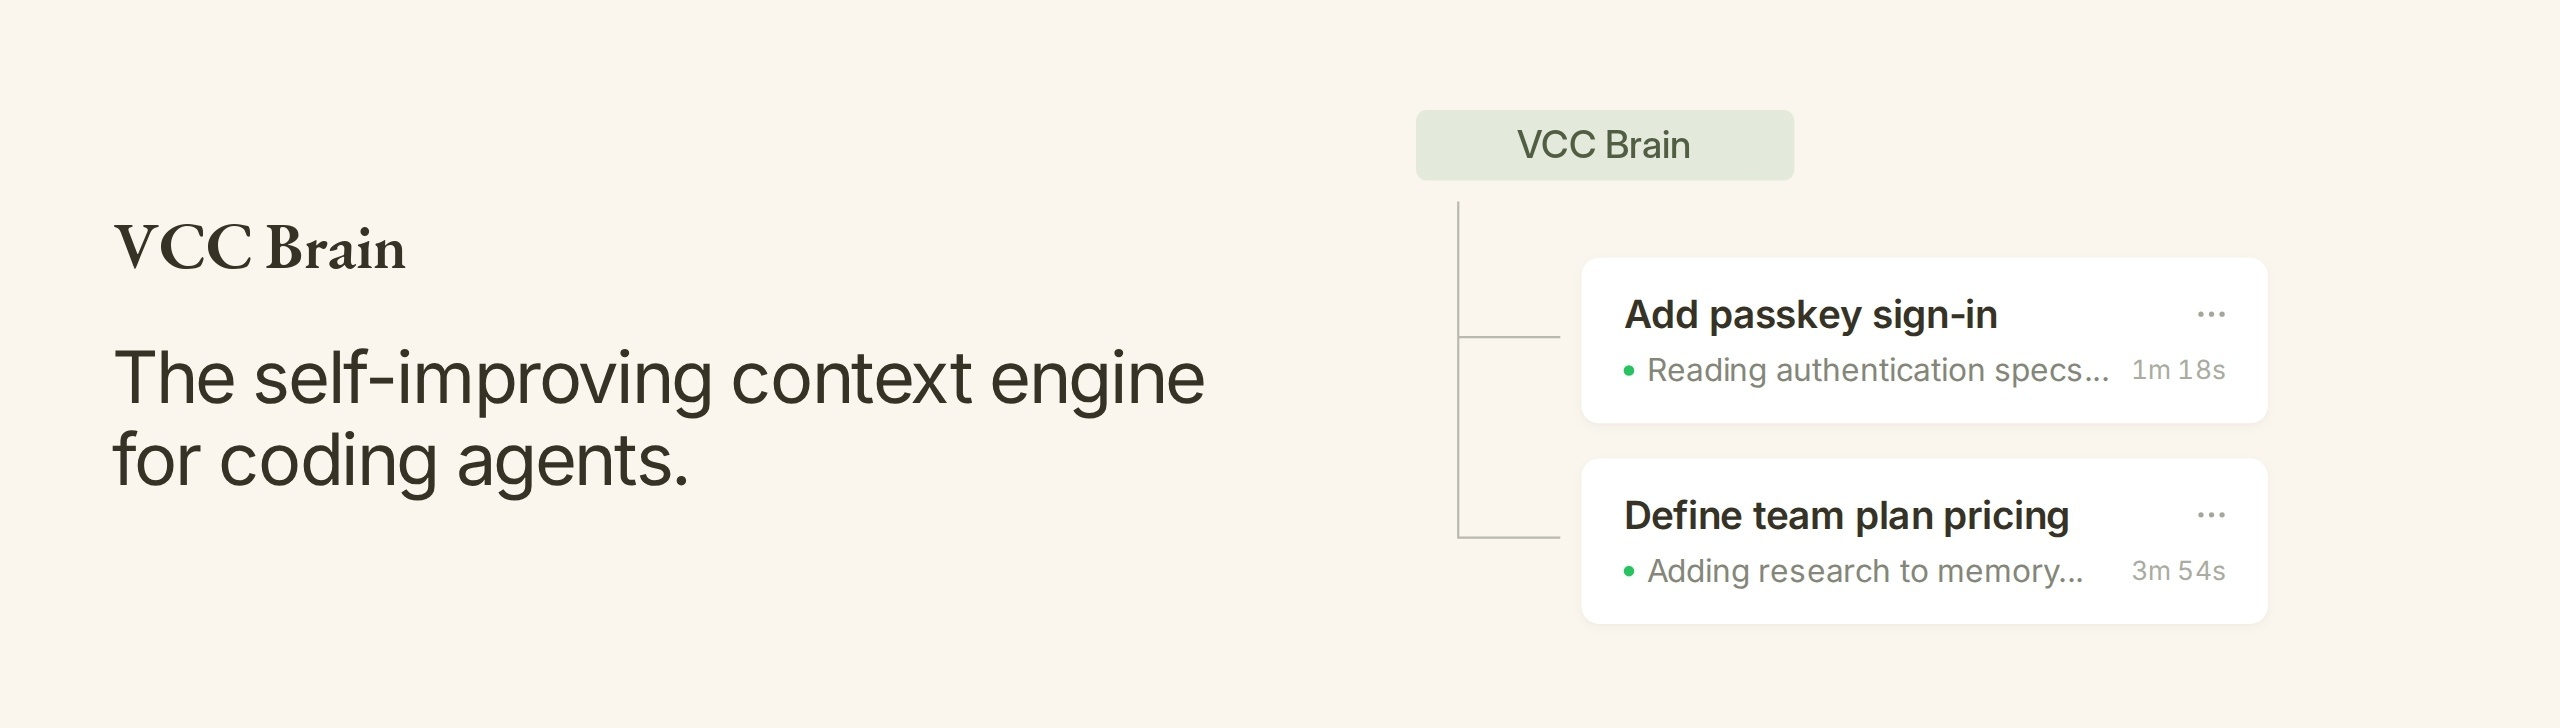 VCC Brain
The self-improving context engine
for coding agents.
VCC Brain
Add passkey sign-in
Reading authentication specs... 1m 18s
Define team plan pricing
Adding research to memory... 3m 54s